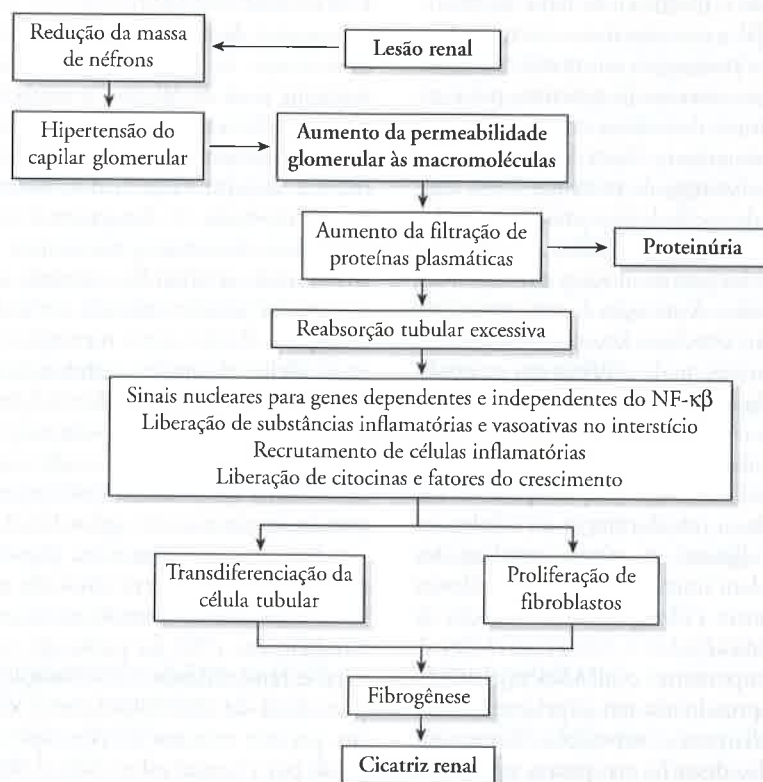 Redução da massa
de néfrons
Lesão renal
Hipertensão do
capilar glomerular
Aumento da permeabilidade
glomerular às macromoléculas
Aumento da filtração de
proteínas plasmáticas
Proteinúria
Reabsorção tubular excessiva
Sinais nucleares para genes dependentes e independentes do NF-κβ
Liberação de substâncias inflamatórias e vasoativas no interstício
Recrutamento de células inflamatórias
Liberação de citocinas e fatores do crescimento
Transdiferenciação da
célula tubular
Proliferação de
fibroblastos
Fibrogênese
Cicatriz renal